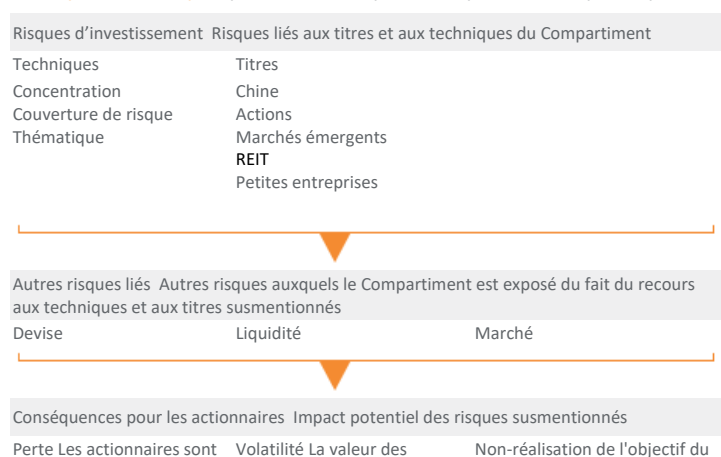 Risques d’investissement Risques liés aux titres et aux techniques du Compartiment
Techniques
Concentration
Couverture de risque
Thématique
Titres
Chine
Actions
Marchés émergents
REIT
Petites entreprises
Autres risques liés Autres risques auxquels le Compartiment est exposé du fait du recours
aux techniques et aux titres susmentionnés
Devise
Liquidité
Marché
Conséquences pour les actionnaires Impact potentiel des risques susmentionnés
Perte Les actionnaires sont
Volatilité La valeur des
Non-réalisation de l'objectif du